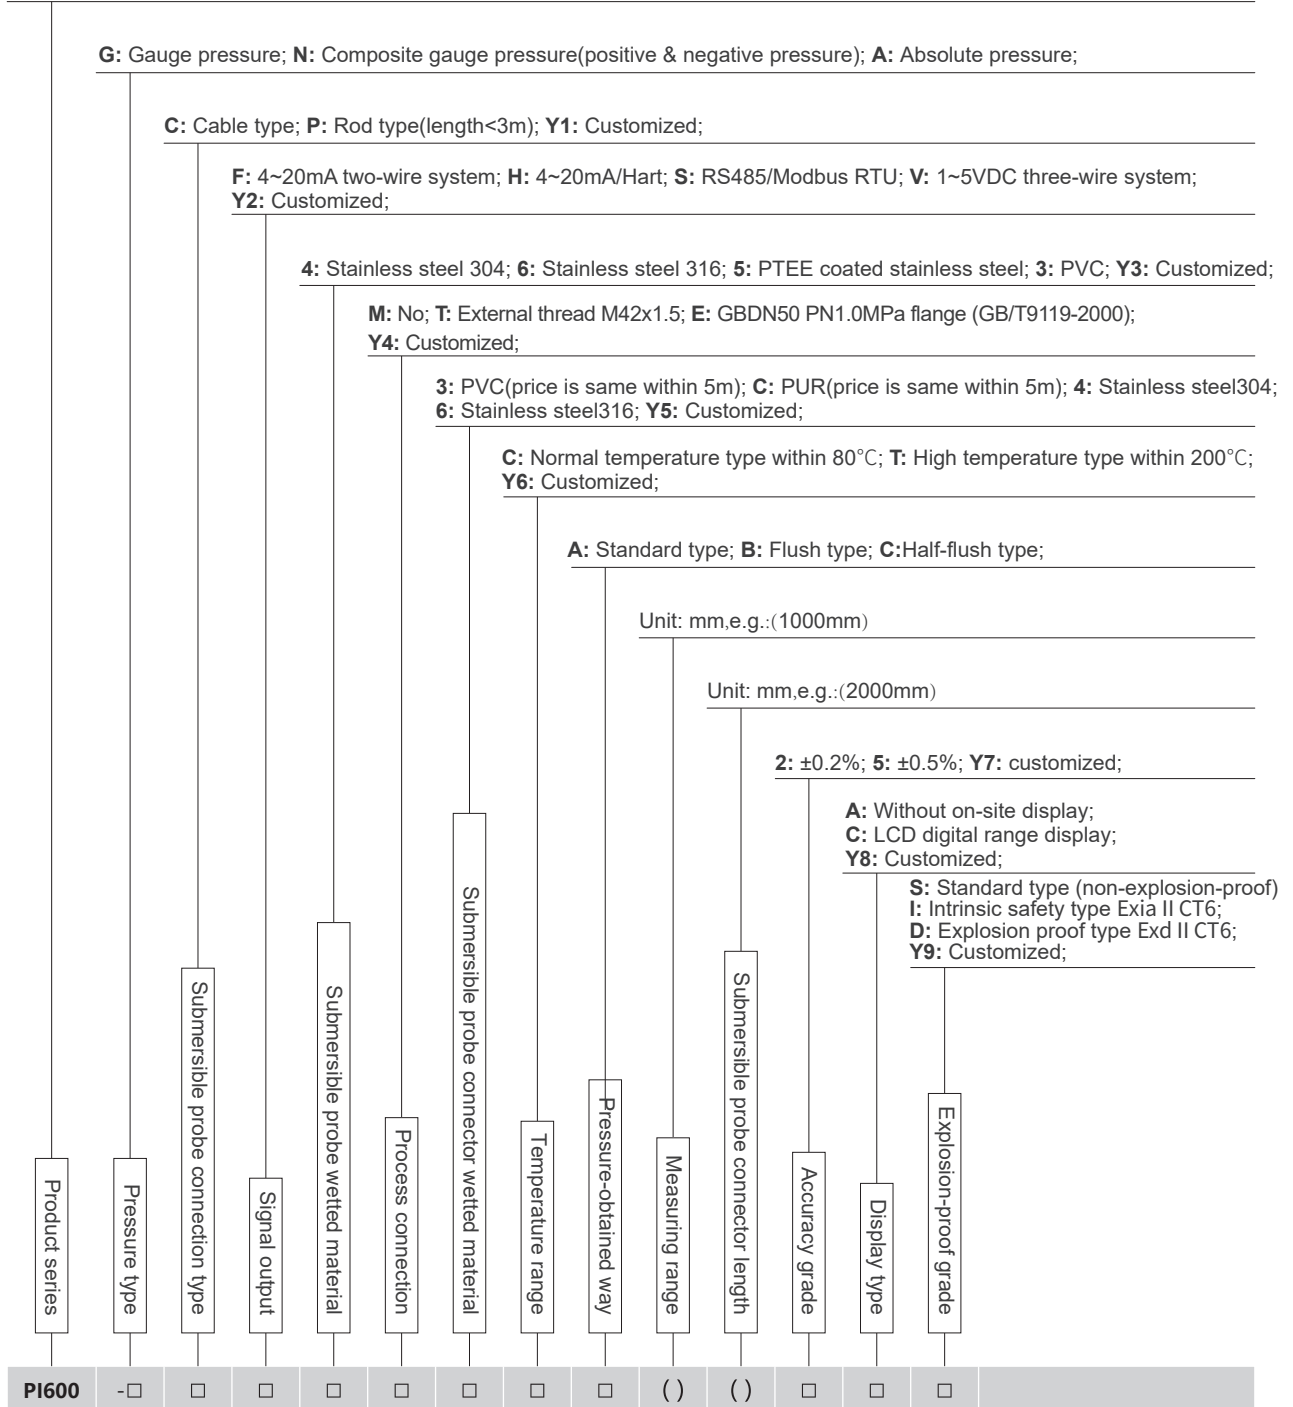 G: Gauge pressure; N: Composite gauge pressure(positive & negative pressure); A: Absolute pressure;
C: Cable type; P: Rod type(length<3m); Y1: Customized;
F: 4~20mA two-wire system; H: 4~20mA/Hart; S: RS485/Modbus RTU; V: 1~5VDC three-wire system;
Y2: Customized;
4: Stainless steel 304; 6: Stainless steel 316; 5: PTEE coated stainless steel; 3: PVC; Y3: Customized;
M: No; T: External thread M42x1.5; E: GBDN50 PN1.0MPa flange (GB/T9119-2000);
Y4: Customized;
3: PVC(price is same within 5m); C: PUR(price is same within 5m); 4: Stainless steel304;
6: Stainless steel316; Y5: Customized;
C: Normal temperature type within 80°C; T: High temperature type within 200°C;
Y6: Customized;
A: Standard type; B: Flush type; C:Half-flush type;
Unit: mm,e.g.:(1000mm)
Unit: mm,e.g.:(2000mm)
2: ±0.2%; 5: ±0.5%; Y7: customized;
A: Without on-site display;
C: LCD digital range display;
Y8: Customized;
S: Standard type (non-explosion-proof)
I: Intrinsic safety type Exia II CT6;
D: Explosion proof type Exd II CT6;
Y9: Customized;
Product series
Pressure type
Submersible probe connection type
Signal output
Submersible probe wetted material
Process connection
Submersible probe connector wetted material
Temperature range
Pressure-obtained way
Measuring range
Submersible probe connector length
Accuracy grade
Display type
Explosion-proof grade
PI600 -□ □ □ □ □ □ □ □ ( ) ( ) □ □ □